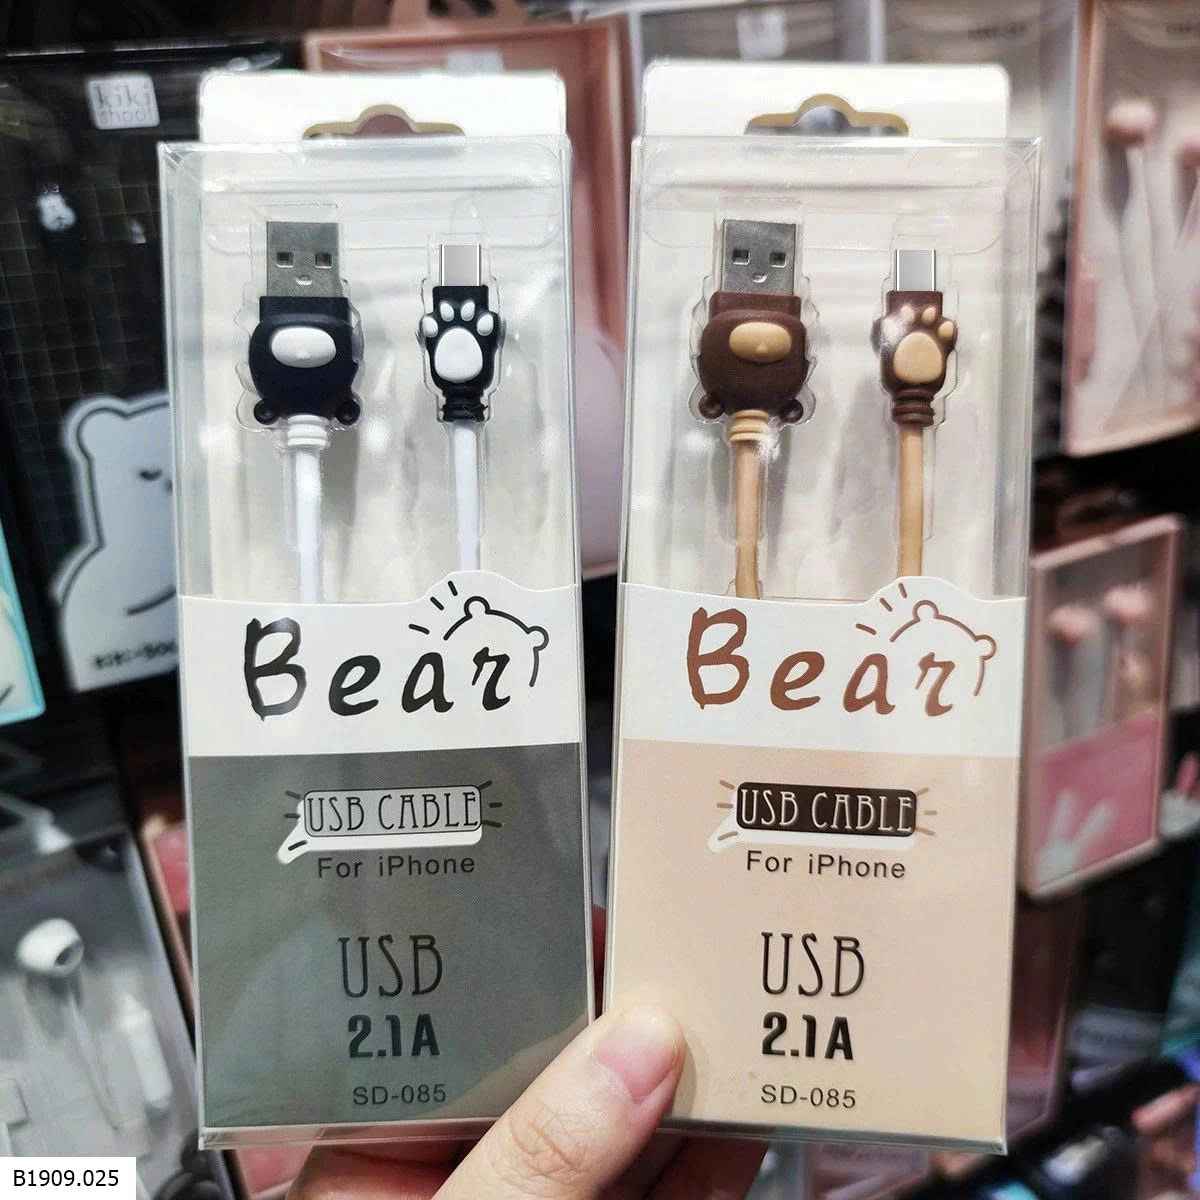 kiki
Bear
USB CABLE
For iPhone
USB
2.1A
SD-085
Bear
USB CABLE
For iPhone
USB
2.1A
SD-085
B1909.025